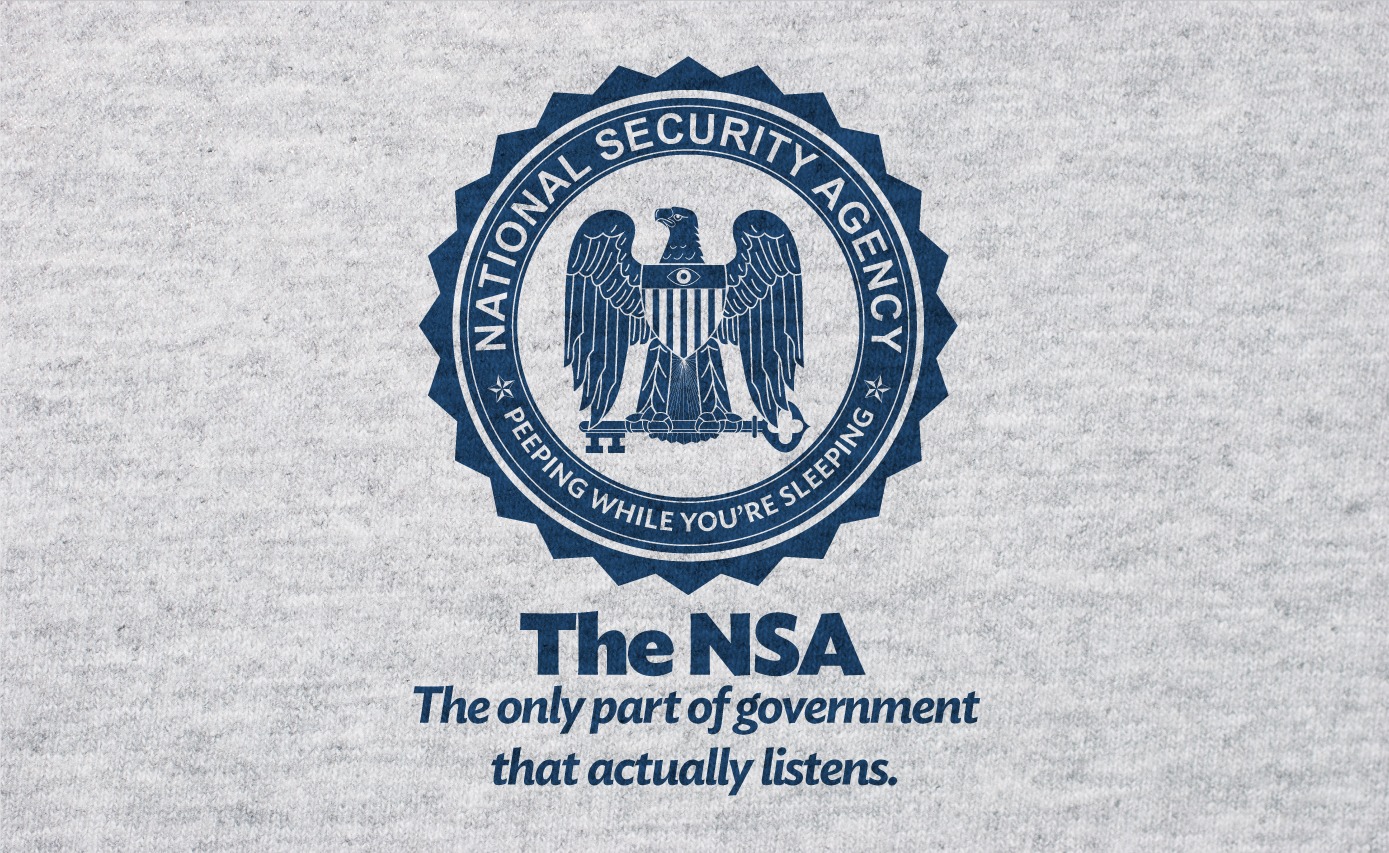 NATIONAL SECURITY AGENCY
PEEPING WHILE YOU'RE SLEEPING
The NSA
The only part of government
that actually listens.